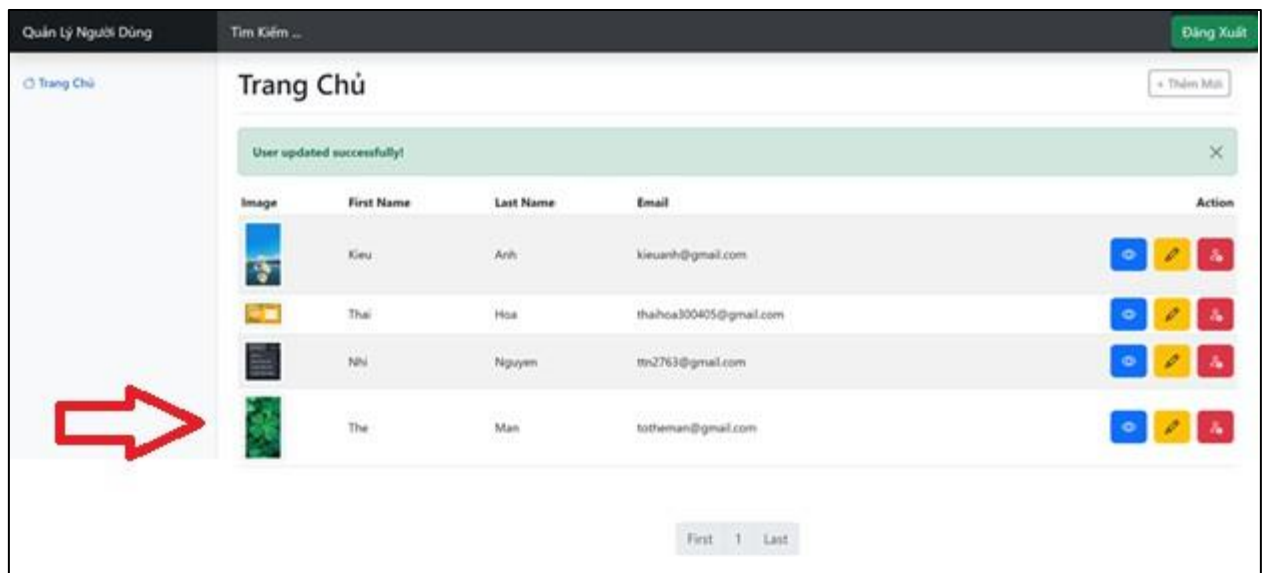 Quản Lý Người Dùng Tìm Kiếm ... Đăng Xuất
Trang Chủ
Trang Chủ
+ Thêm Mới
User updated successfully!
Image First Name Last Name Email Action
Kieu Anh kieuanh@gmail.com
Thai Hoa thaihoa300405@gmail.com
Nhi Nguyen ttn2763@gmail.com
The Man totheman@gmail.com
First 1 Last